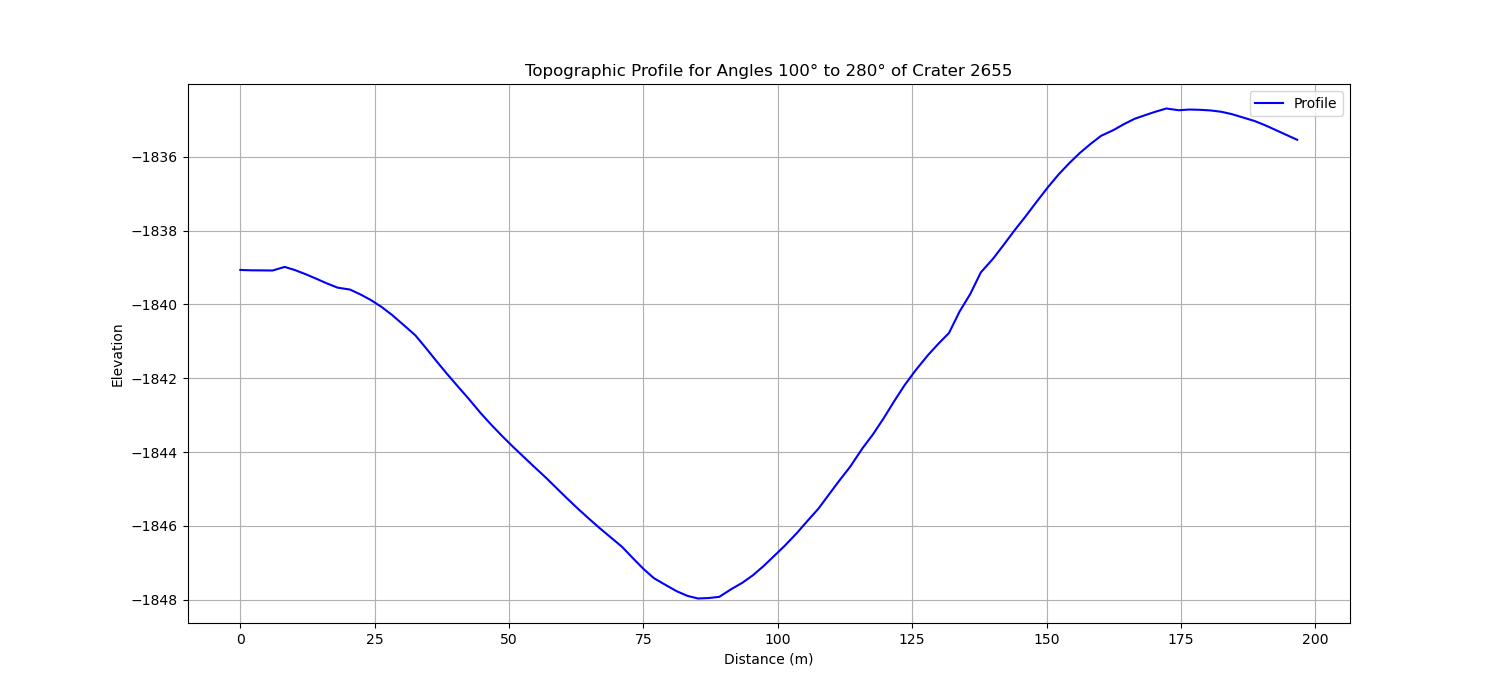 Topographic Profile for Angles 100° to 280° of Crater 2655
Profile
Elevation
−1836
−1838
−1840
−1842
−1844
−1846
−1848
0 25 50 75 100 125 150 175 200
Distance (m)